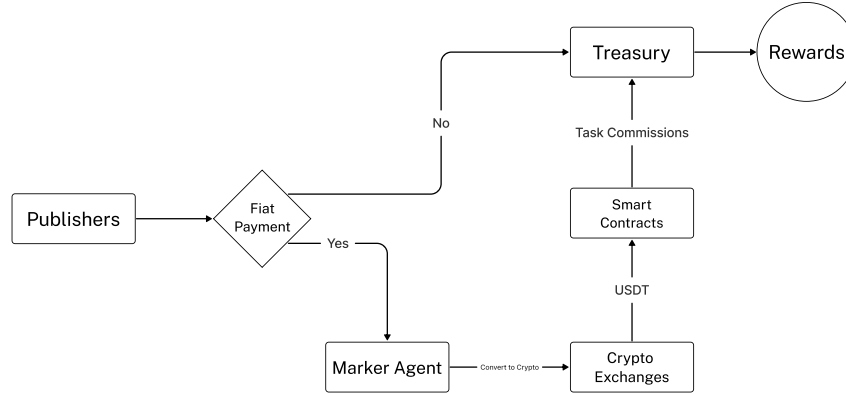 Treasury
Rewards
No
Task Commissions
Publishers
Fiat
Payment
Smart
Contracts
Yes
USDT
Marker Agent
Convert to Crypto
Crypto
Exchanges